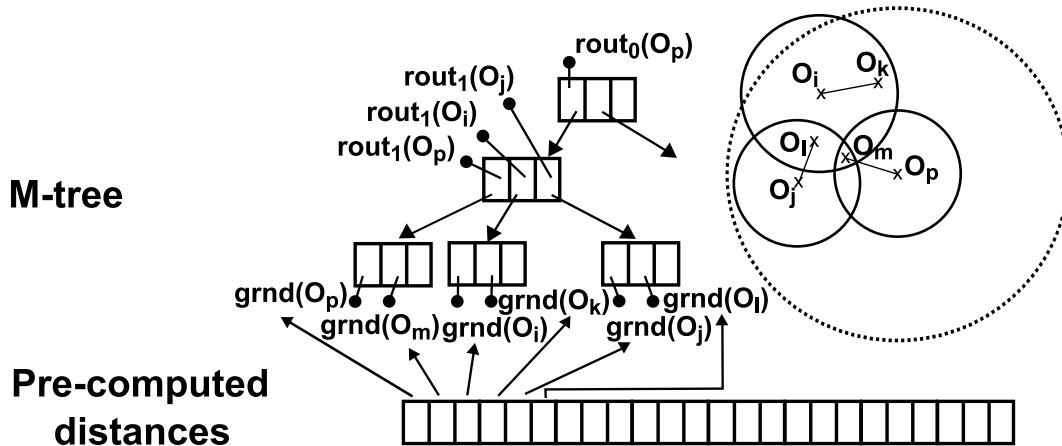 rout₀(Oₚ)
rout₁(Oⱼ)
rout₁(Oᵢ)
rout₁(Oₚ)
Oᵢ
Oₖ
Oₗ
Oₘ
Oₚ
Oⱼ
M-tree
grnd(Oₚ)
grnd(Oₘ)
grnd(Oᵢ)
grnd(Oₖ)
grnd(Oⱼ)
grnd(Oₗ)
Pre-computed
distances